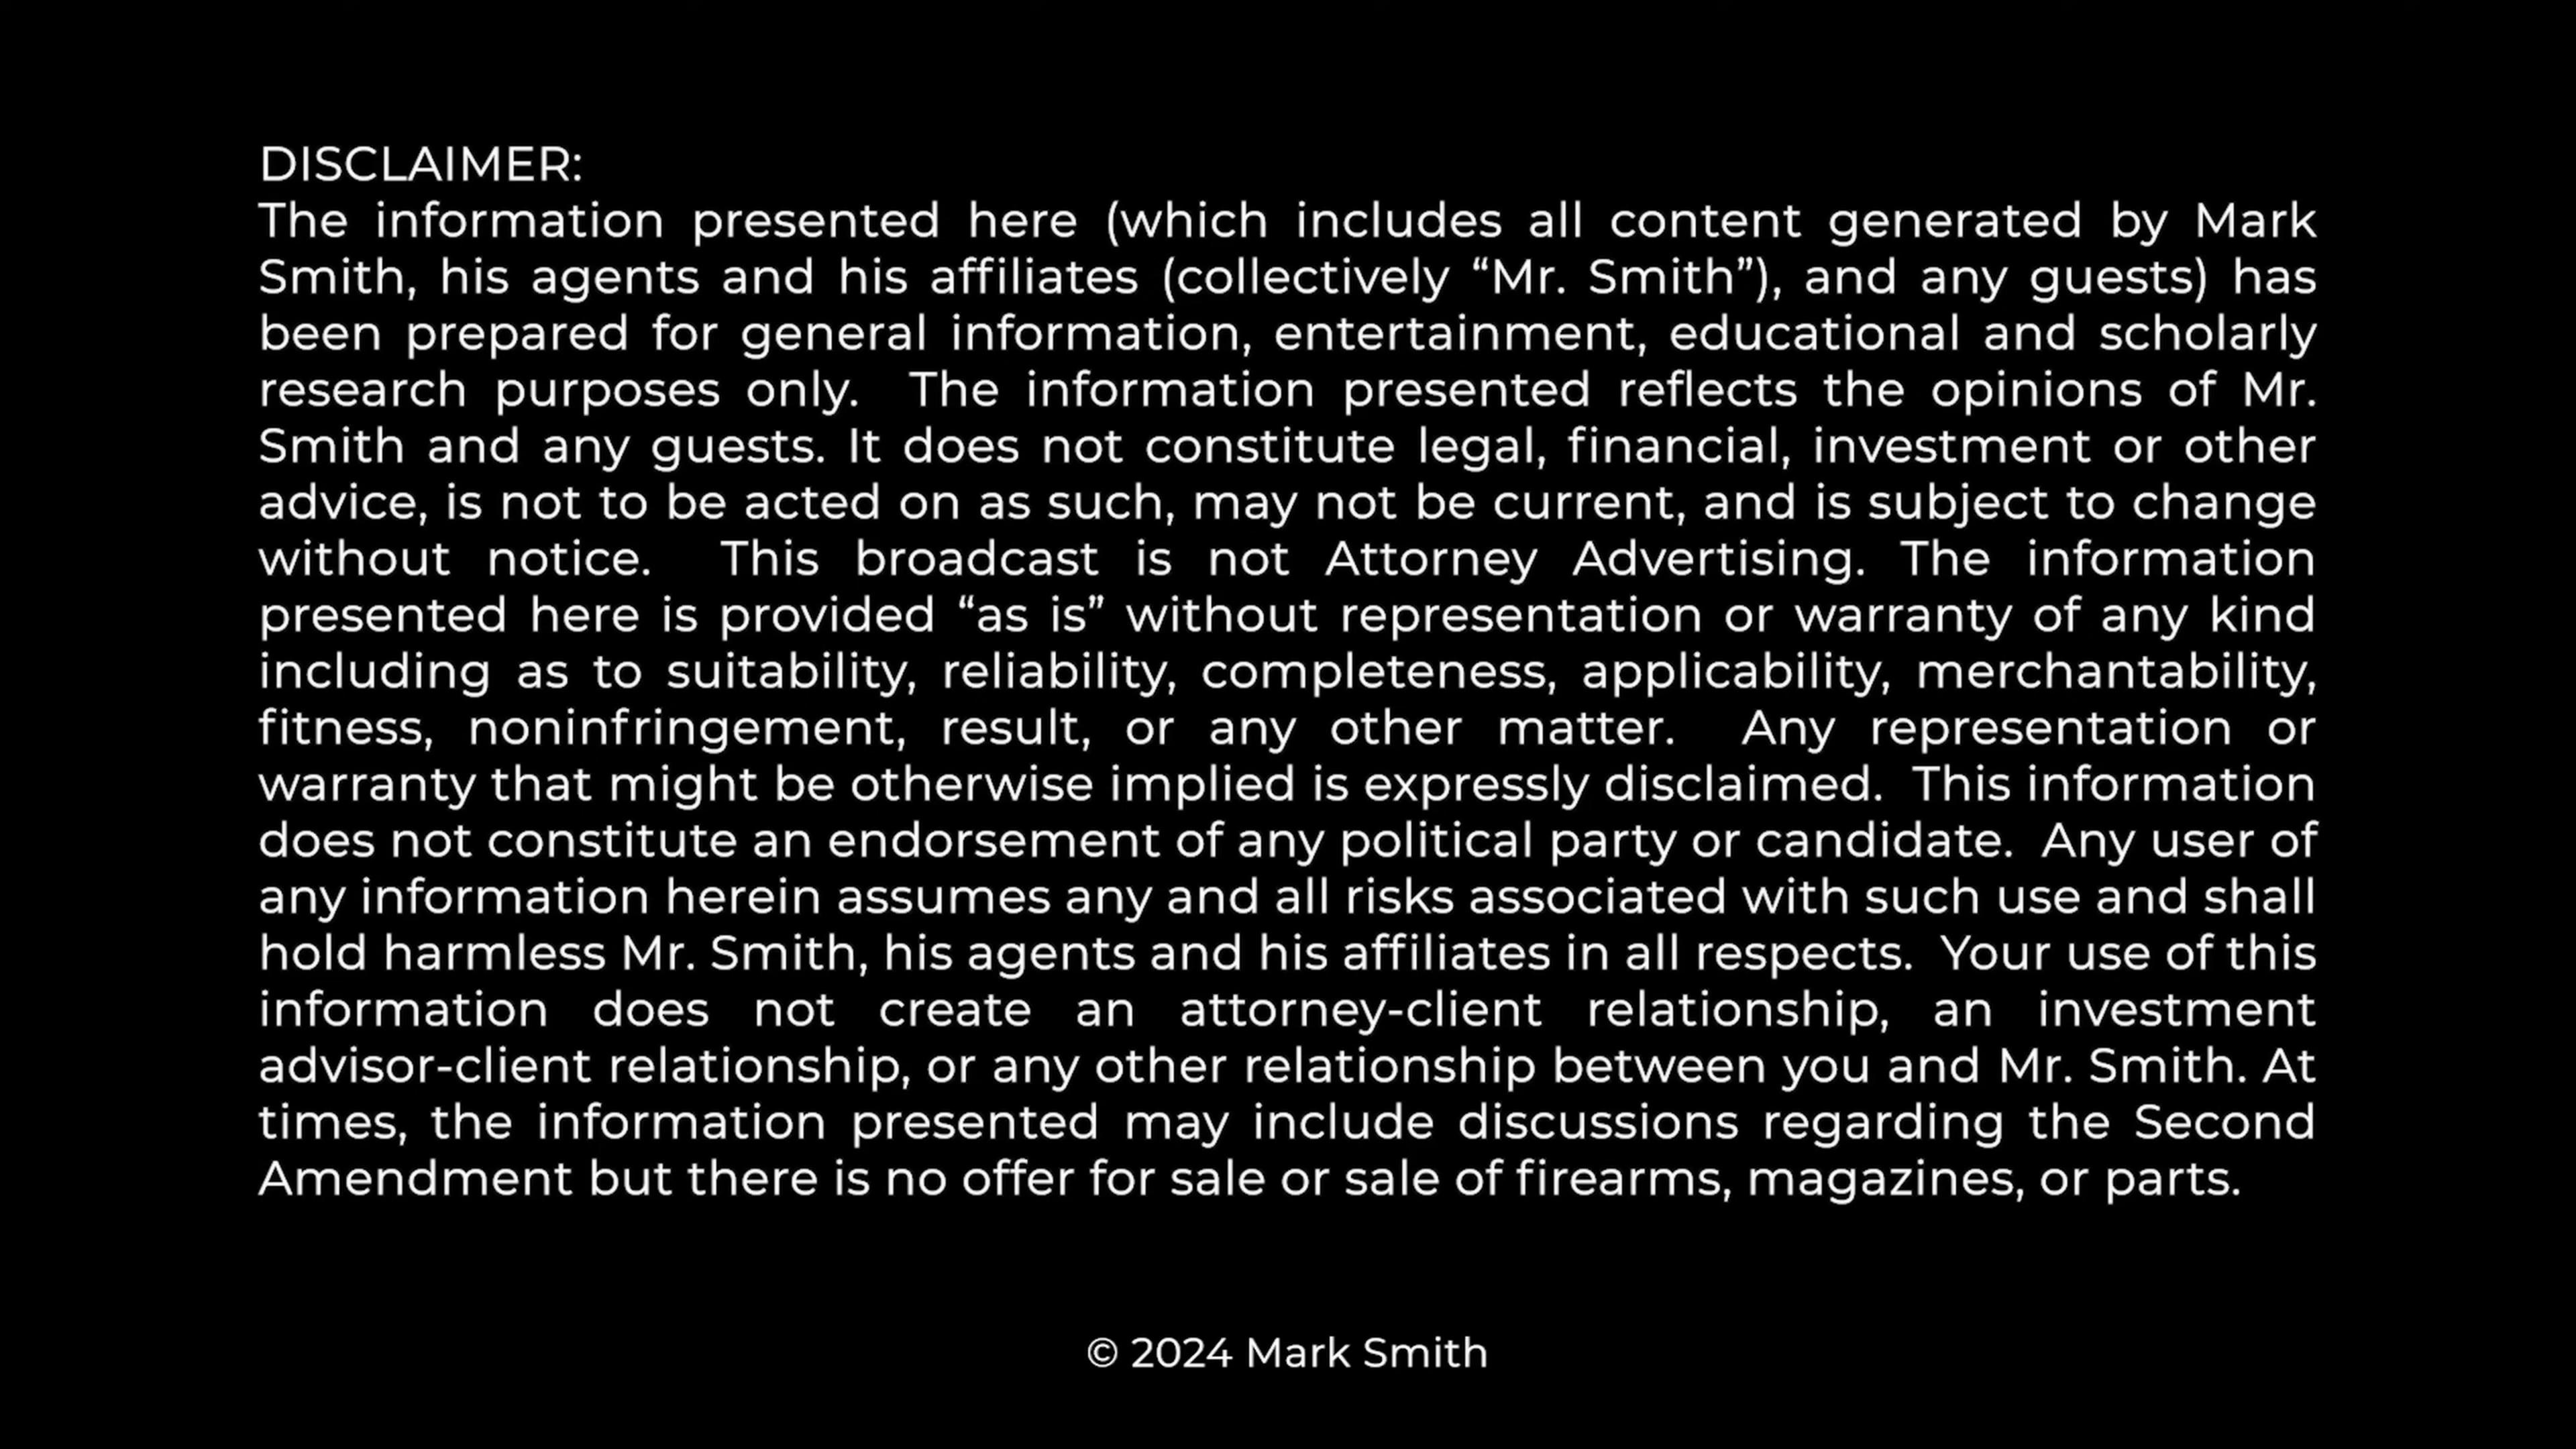 DISCLAIMER:
The information presented here (which includes all content generated by Mark
Smith, his agents and his affiliates (collectively “Mr. Smith”), and any guests) has
been prepared for general information, entertainment, educational and scholarly
research purposes only.  The information presented reflects the opinions of Mr.
Smith and any guests. It does not constitute legal, financial, investment or other
advice, is not to be acted on as such, may not be current, and is subject to change
without notice.  This broadcast is not Attorney Advertising. The information
presented here is provided “as is” without representation or warranty of any kind
including as to suitability, reliability, completeness, applicability, merchantability,
fitness, noninfringement, result, or any other matter.  Any representation or
warranty that might be otherwise implied is expressly disclaimed.  This information
does not constitute an endorsement of any political party or candidate.  Any user of
any information herein assumes any and all risks associated with such use and shall
hold harmless Mr. Smith, his agents and his affiliates in all respects.  Your use of this
information does not create an attorney-client relationship, an investment
advisor-client relationship, or any other relationship between you and Mr. Smith. At
times, the information presented may include discussions regarding the Second
Amendment but there is no offer for sale or sale of firearms, magazines, or parts.
© 2024 Mark Smith